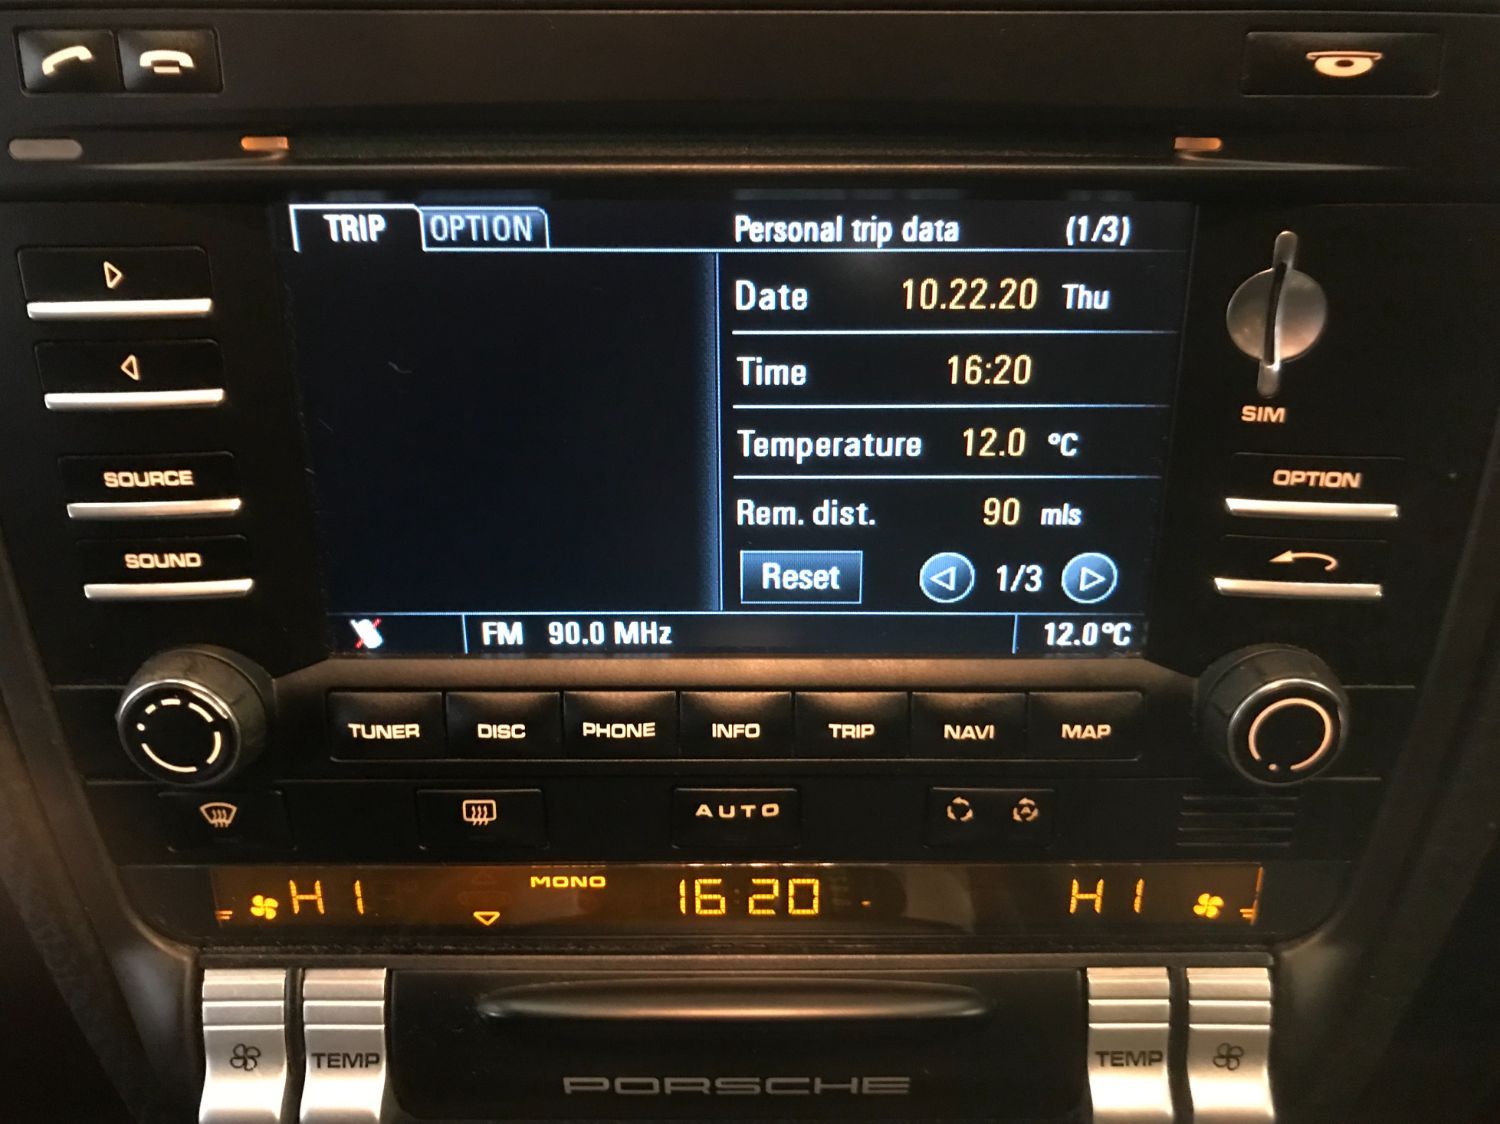 TRIP OPTION Personal trip data (1/3)
Date 10.22.20 Thu
Time 16:20
Temperature 12.0 °C
Rem. dist. 90 mls
Reset 1/3
FM 90.0 MHz 12.0°C
SOURCE
SOUND
SIM
OPTION
TUNER DISC PHONE INFO TRIP NAVI MAP
AUTO
A
HI MONO 16:20 HI
TEMP TEMP
PORSCHE